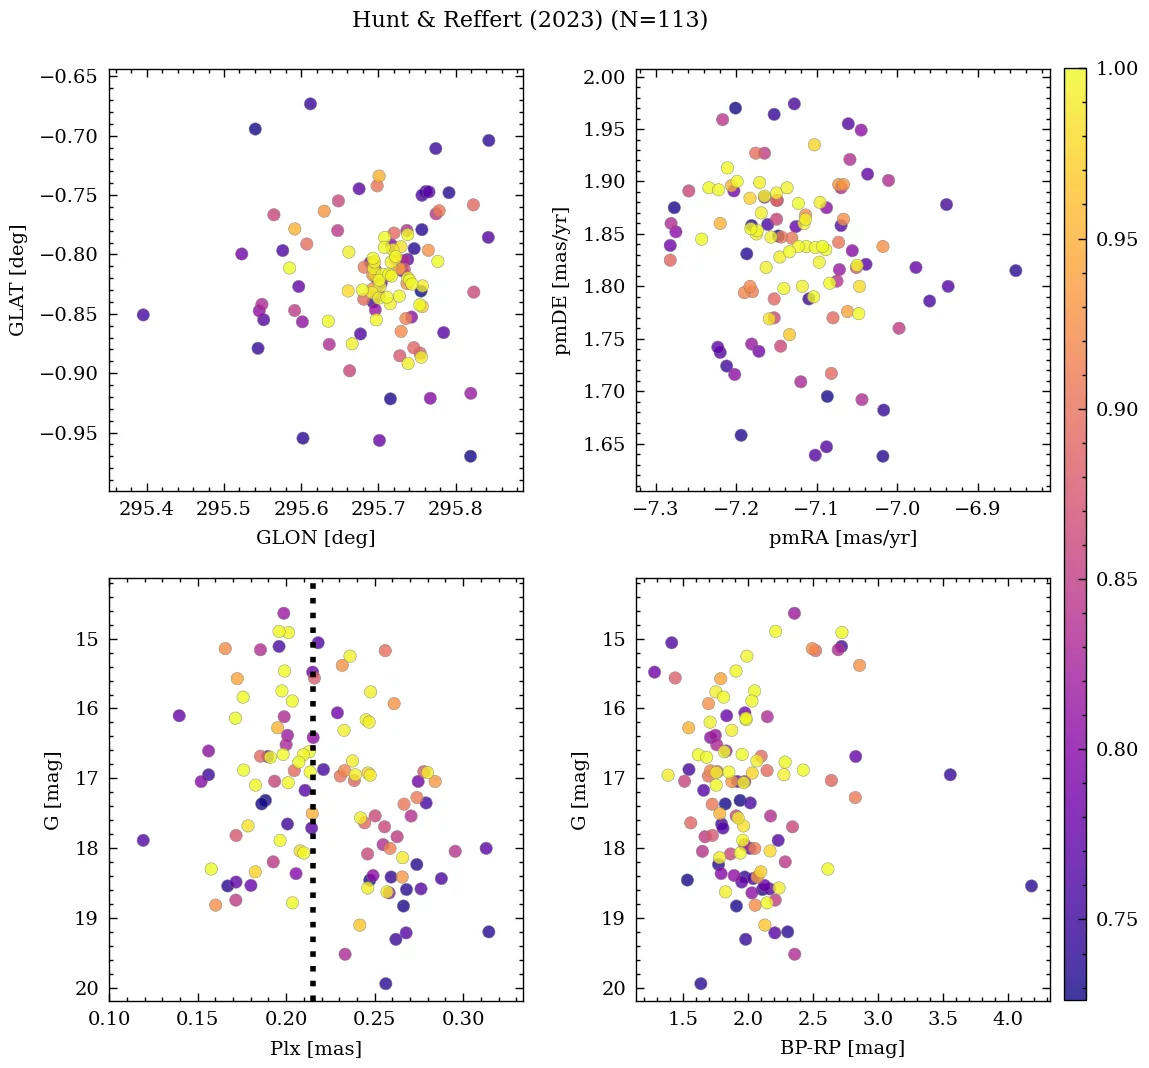 Hunt & Reffert (2023) (N=113)
−0.65
−0.70
−0.75
−0.80
−0.85
−0.90
−0.95
GLAT [deg]
295.4 295.5 295.6 295.7 295.8
GLON [deg]
2.00
1.95
1.90
1.85
1.80
1.75
1.70
1.65
pmDE [mas/yr]
−7.3 −7.2 −7.1 −7.0 −6.9
pmRA [mas/yr]
15
16
17
18
19
20
G [mag]
0.10 0.15 0.20 0.25 0.30
Plx [mas]
15
16
17
18
19
20
G [mag]
1.5 2.0 2.5 3.0 3.5 4.0
BP-RP [mag]
1.00
0.95
0.90
0.85
0.80
0.75